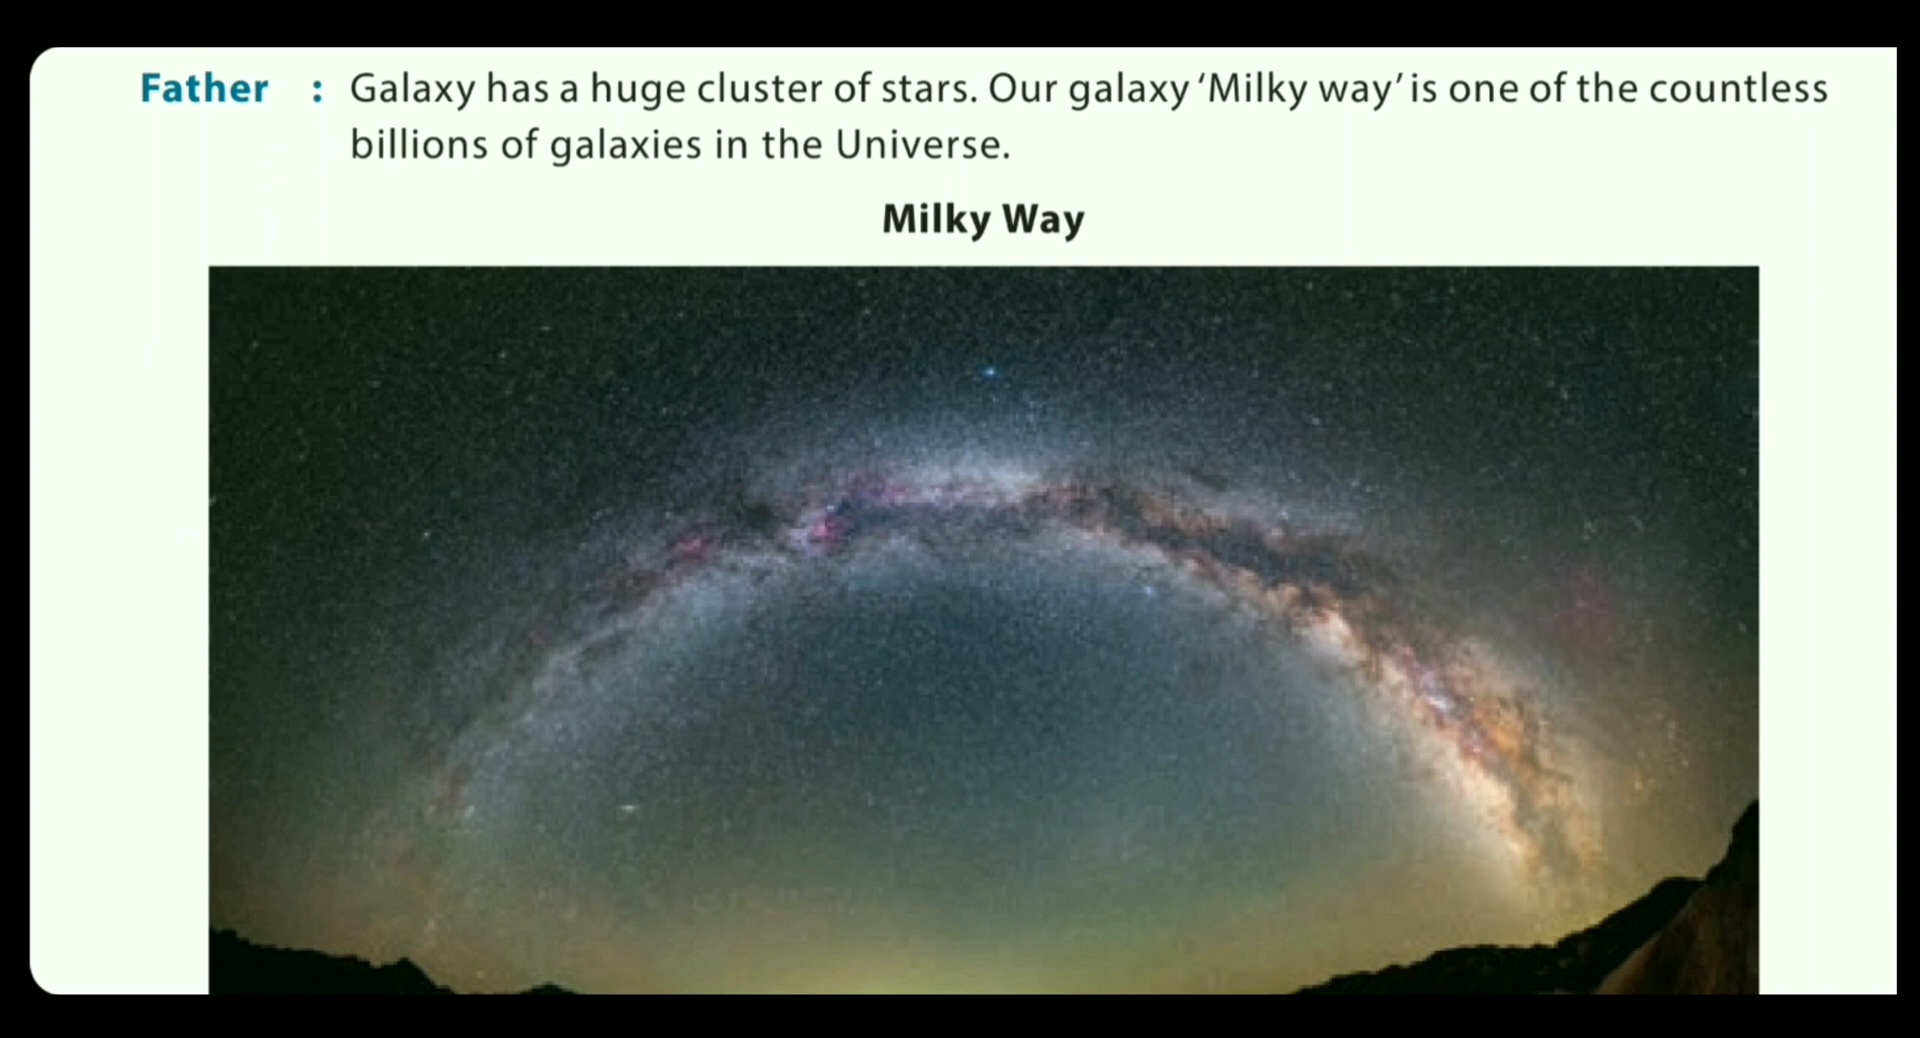 Father : Galaxy has a huge cluster of stars. Our galaxy ‘Milky way’ is one of the countless
billions of galaxies in the Universe.
Milky Way